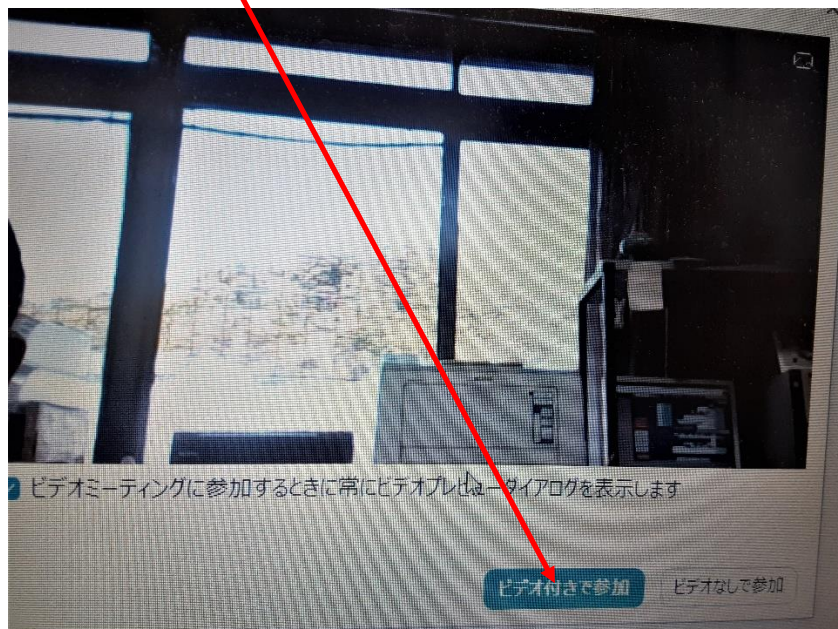 ビデオミーティングに参加するときに常にビデオプレビューダイアログを表示します
ビデオ付きで参加
ビデオなしで参加